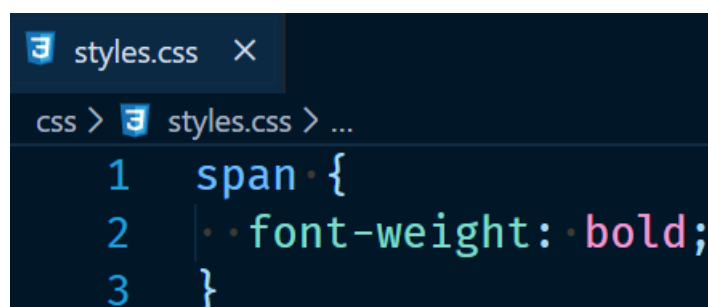 styles.css ×
css > styles.css > ...
1 span {
2 font-weight: bold;
3 }